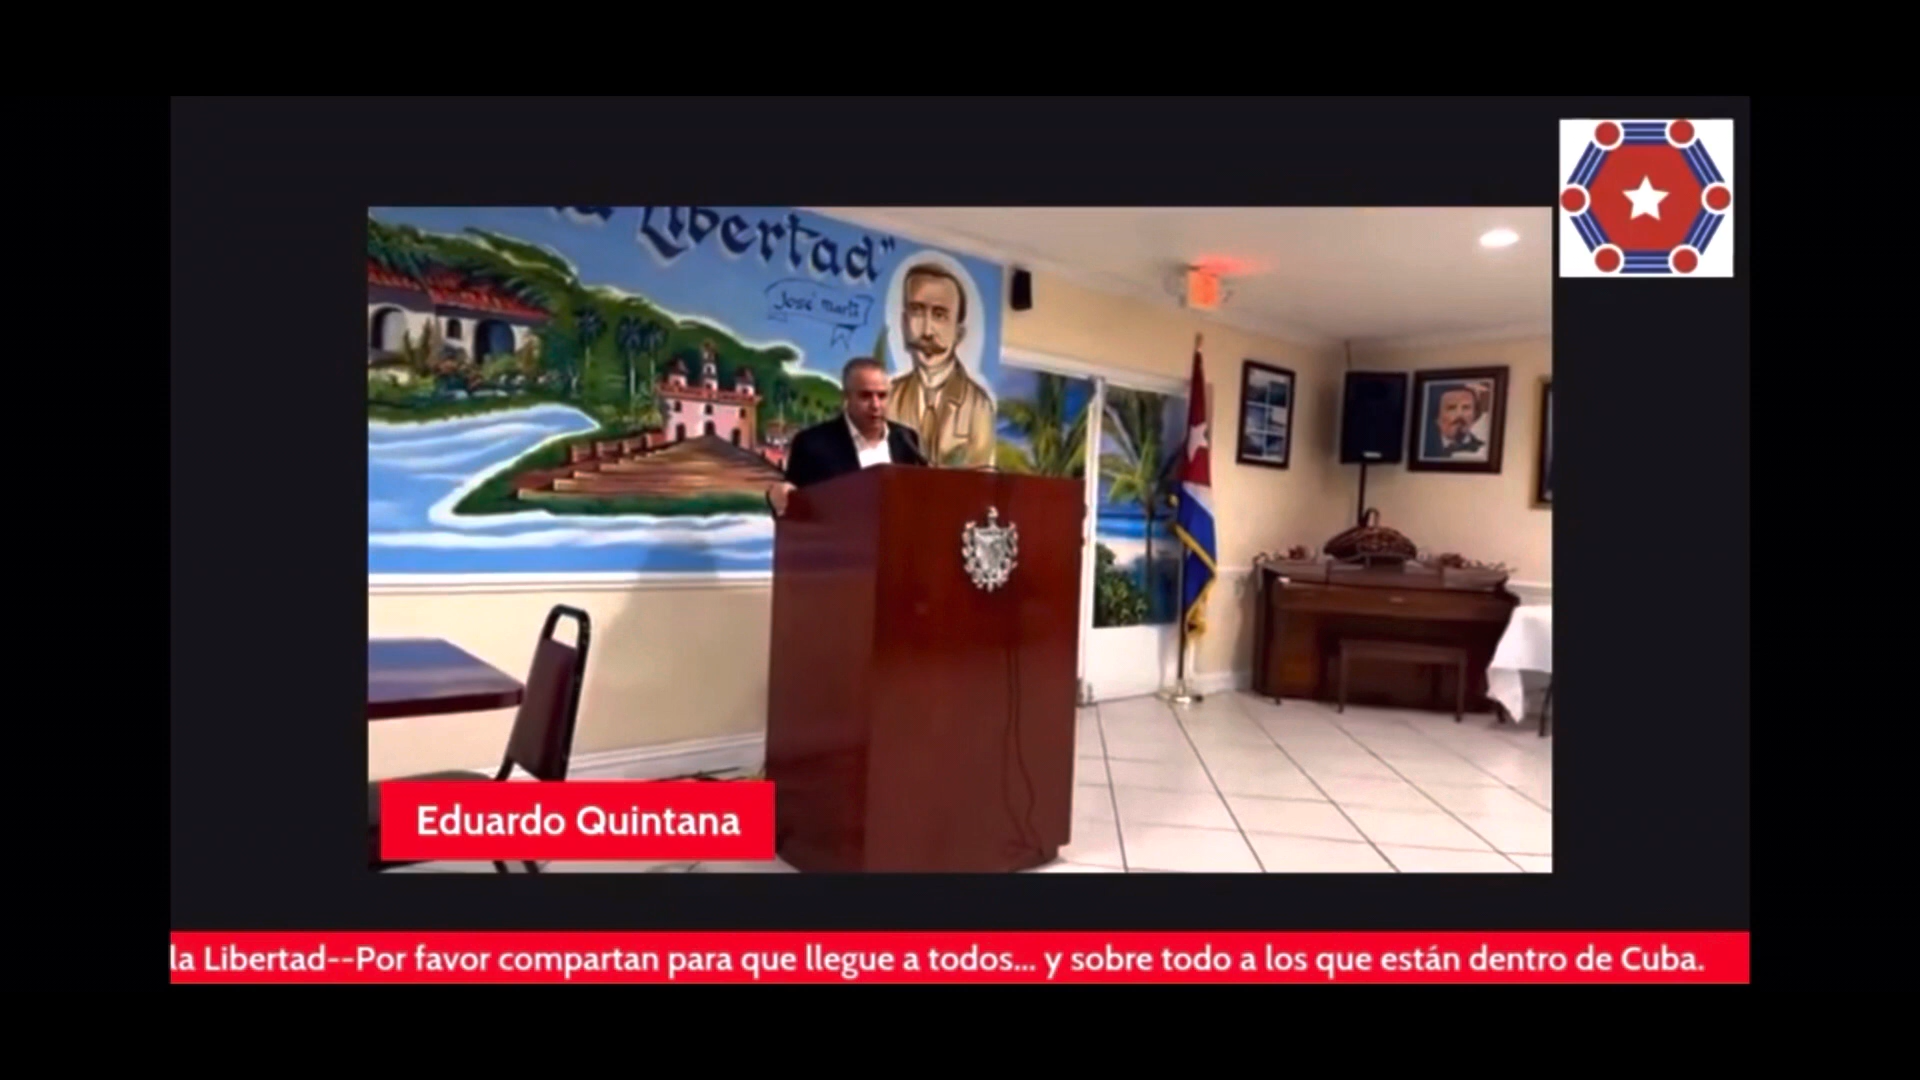 la Libertad"
José Martí
Eduardo Quintana
la Libertad--Por favor compartan para que llegue a todos... y sobre todo a los que están dentro de Cuba.